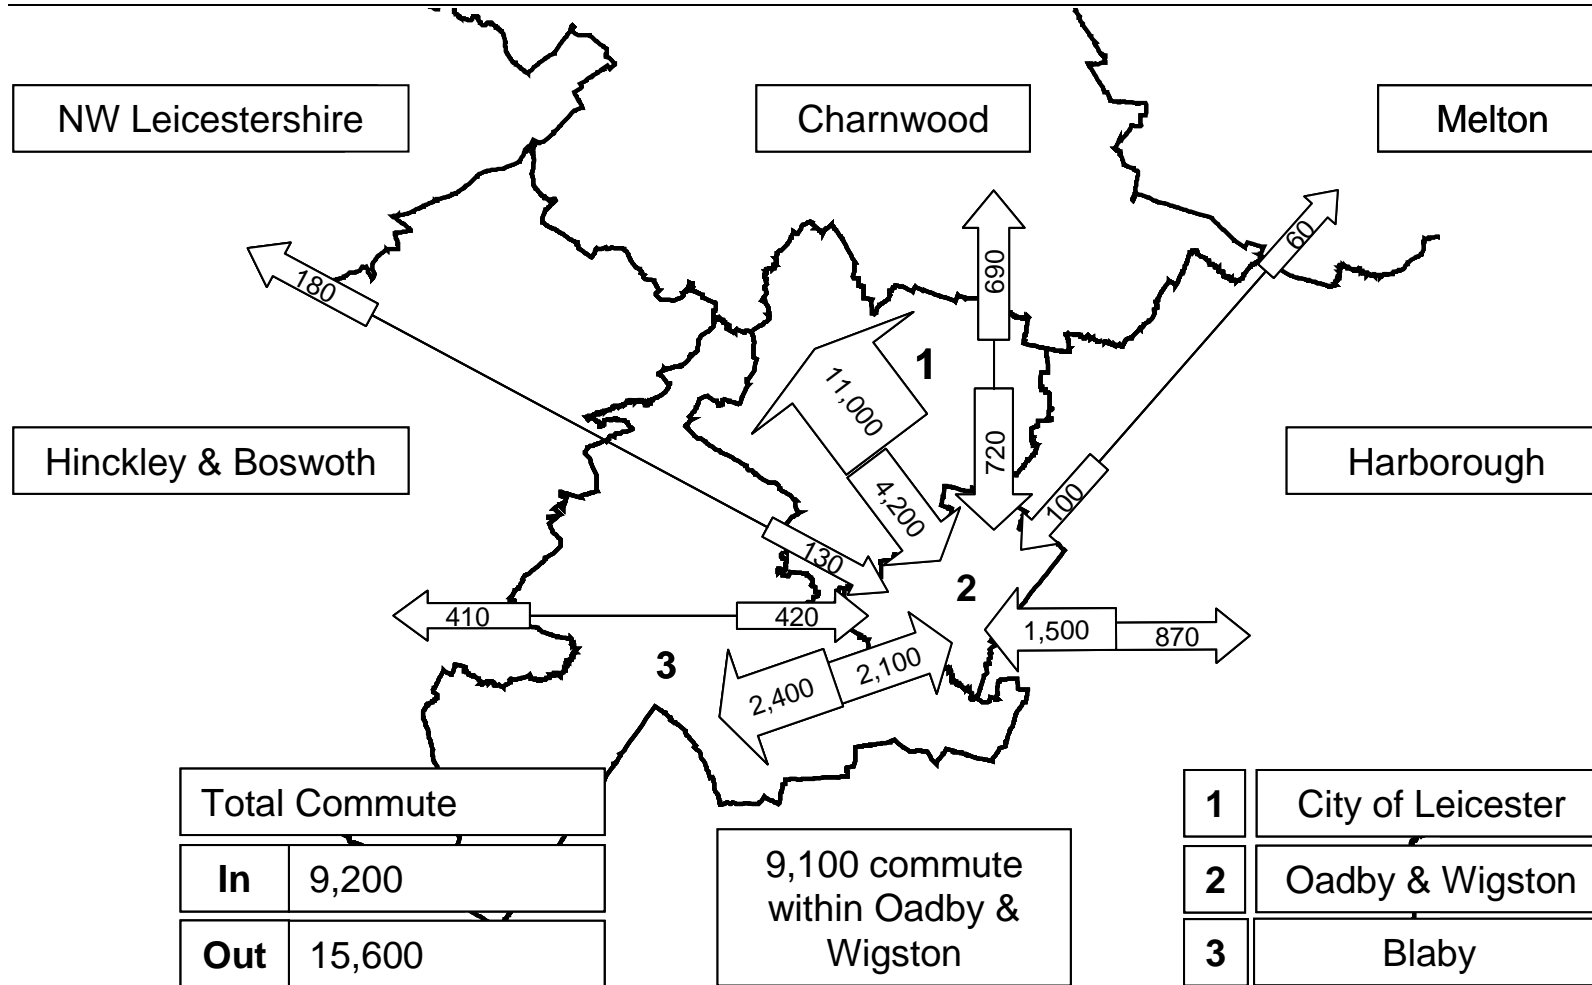 NW Leicestershire
Charnwood
Melton
180
690
60
1
11,000
Hinckley & Boswoth
720
Harborough
4,200
100
130
2
410
420
1,500
870
3
2,400
2,100
Total Commute
In 9,200
Out 15,600
9,100 commute
within Oadby &
Wigston
1 City of Leicester
2 Oadby & Wigston
3 Blaby